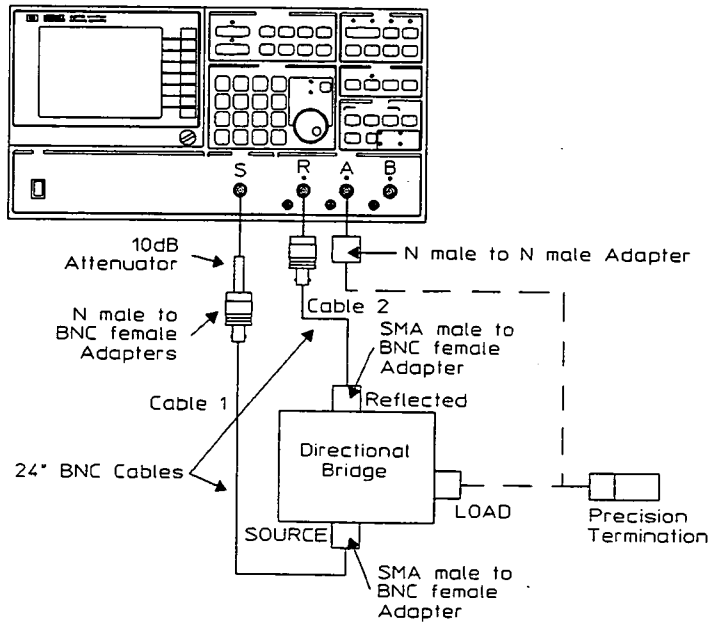 S R A B
10dB
Attenuator
N male to N male Adapter
N male to
BNC female
Adapters
Cable 2
SMA male to
BNC female
Adapter
Cable 1
Reflected
Directional
Bridge
24" BNC Cables
LOAD
Precision
Termination
SOURCE
SMA male to
BNC female
Adapter